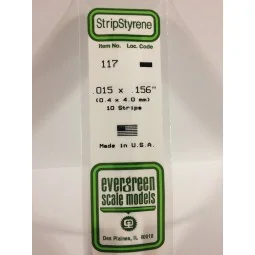 StripStyrene
Item No. Loc. Code
117
.015 x .156"
(0.4 x 4.0 mm)
10 Strips
Made in U.S.A.
evergreen
scale models
Des Plaines, IL 60018